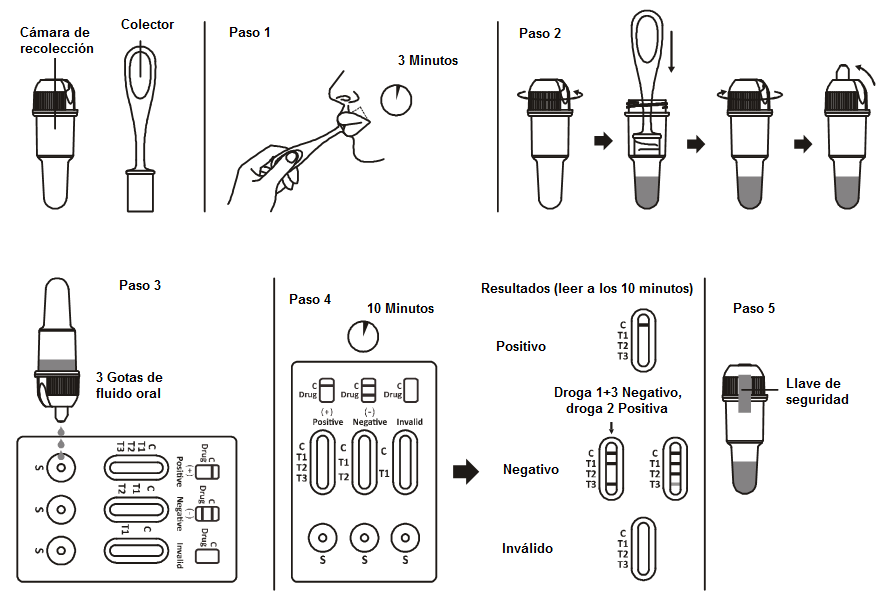 Cámara de
recolección
Colector
Paso 1
3 Minutos
Paso 2
Paso 3
3 Gotas de
fluido oral
S
S
S
T3
T2
T1
C
T2
T1
C
T1
C
Positive
(+)
Drug
C
Negative
(-)
Drug
C
Invalid
Drug
C
Paso 4
10 Minutos
C
Drug
C
Drug
C
Drug
(+)
(-)
Positive
Negative
Invalid
C
T1
T2
T3
C
T1
T2
C
T1
S
S
S
Resultados (leer a los 10 minutos)
Positivo
C
T1
T2
T3
Droga 1+3 Negativo,
droga 2 Positiva
Negativo
C
T1
T2
T3
C
T1
T2
T3
Inválido
C
T1
T2
T3
Paso 5
Llave de
seguridad